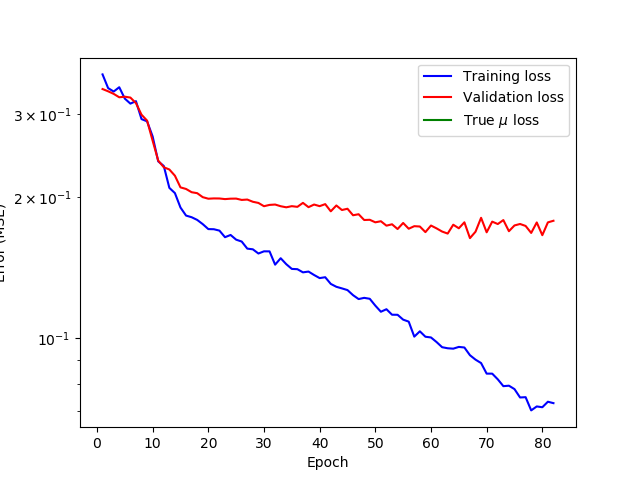 Training loss
Validation loss
True μ loss
3 × 10⁻¹
2 × 10⁻¹
10⁻¹
Error (MSE)
0 10 20 30 40 50 60 70 80
Epoch